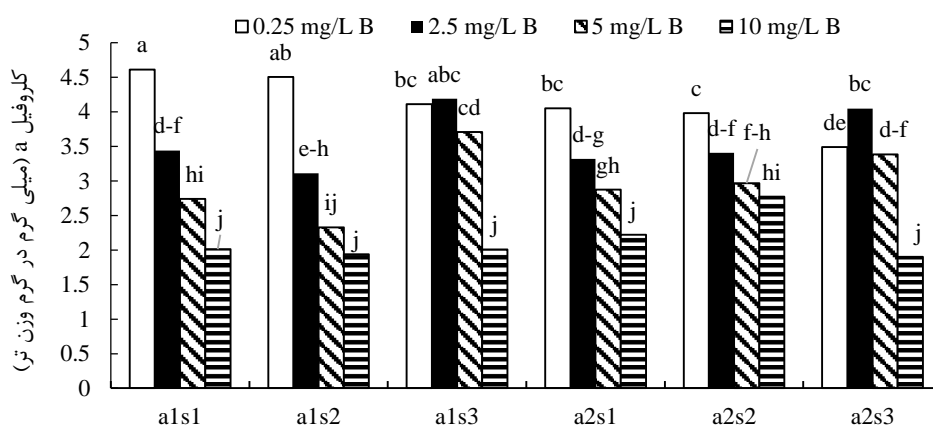 0.25 mg/L B 2.5 mg/L B 5 mg/L B 10 mg/L B
کلروفیل a (میلی گرم در گرم وزن تر)
5
4.5
4
3.5
3
2.5
2
1.5
1
0.5
0
a d-f hi j
ab e-h ij j
bc abc cd j
d-g gh j
c d-f f-h hi
de bc d-f j
a1s1 a1s2 a1s3 a2s1 a2s2 a2s3